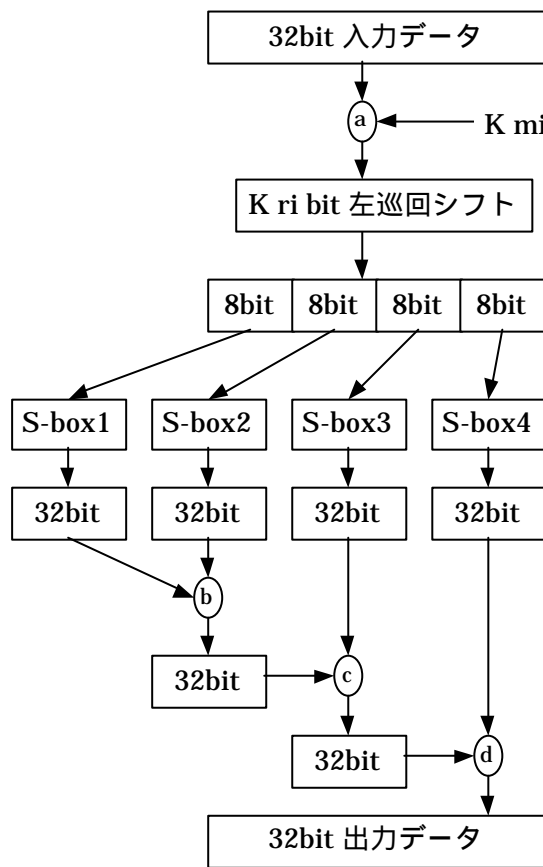 32bit 入力データ
a
K mi
K ri bit 左巡回シフト
8bit 8bit 8bit 8bit
S-box1 S-box2 S-box3 S-box4
32bit 32bit 32bit 32bit
b
32bit
c
32bit
d
32bit 出力データ